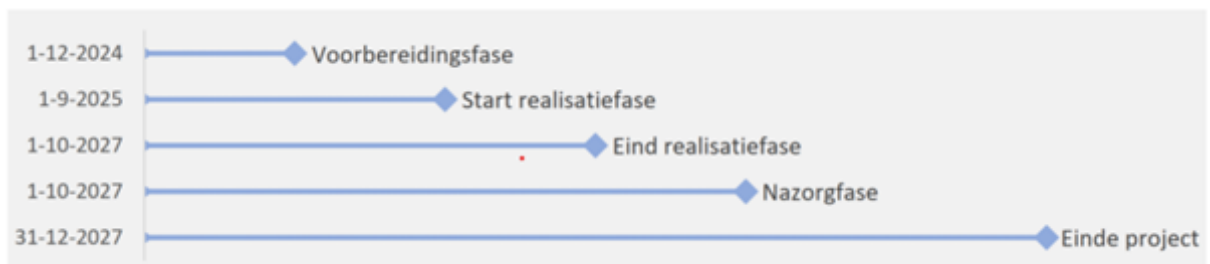 1-12-2024 Voorbereidingsfase
1-9-2025 Start realisatiefase
1-10-2027 Eind realisatiefase
1-10-2027 Nazorgfase
31-12-2027 Einde project